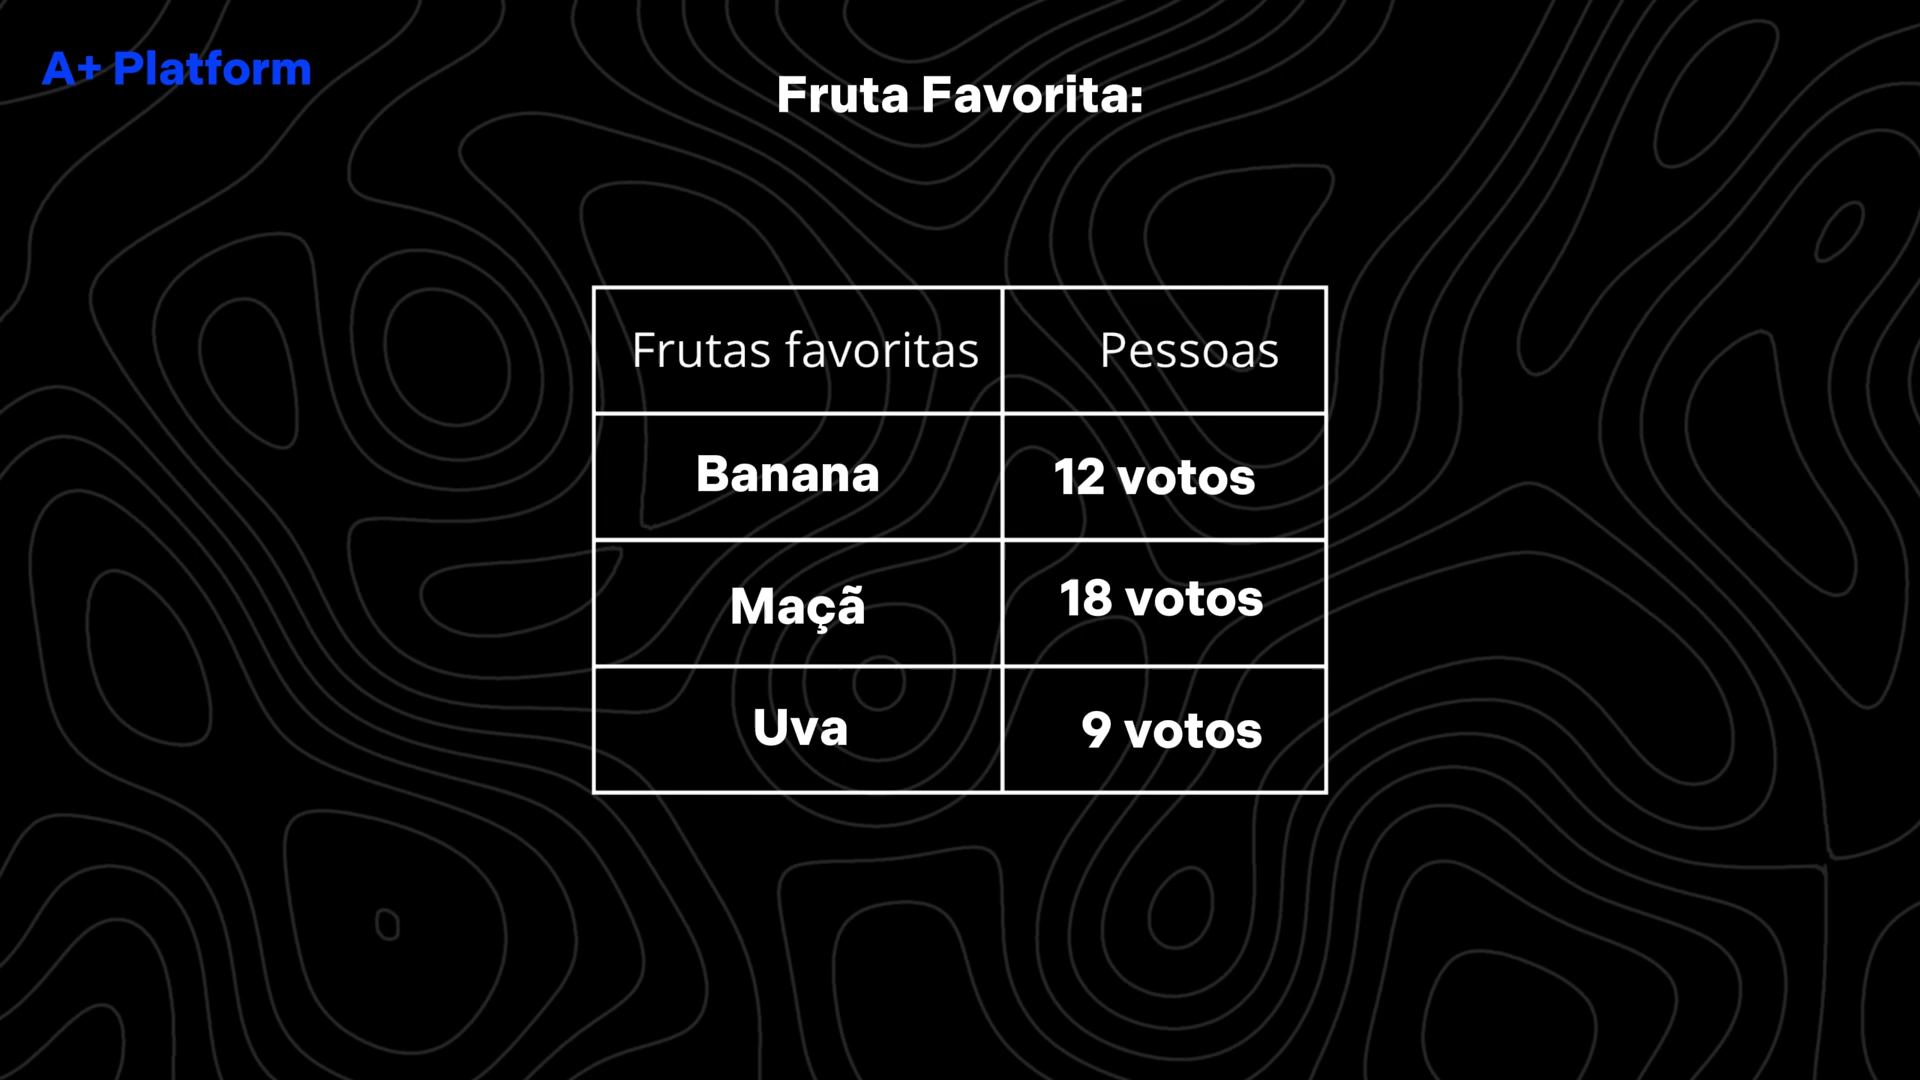 A+ Platform
Fruta Favorita:
Frutas favoritas Pessoas
Banana 12 votos
Maçã 18 votos
Uva 9 votos